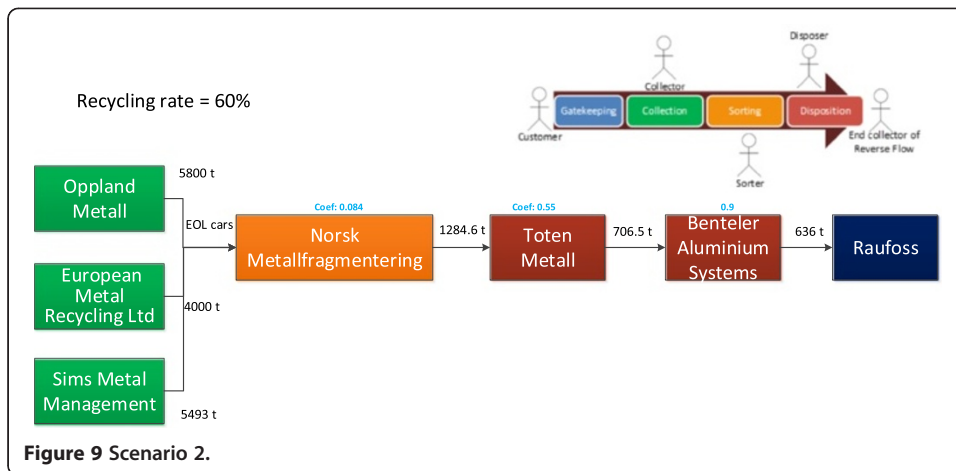 Recycling rate = 60%
Disposer
Collector
Gatekeeping
Collection
Sorting
Disposition
Customer
End collector of
Reverse Flow
Sorter
5800 t
Oppland
Metall
EOL cars
European
Metal
Recycling Ltd
4000 t
Sims Metal
Management
5493 t
Coef: 0.084
Norsk
Metallfragmentering
1284.6 t
Coef: 0.55
Toten
Metall
706.5 t
0.9
Benteler
Aluminium
Systems
636 t
Raufoss
Figure 9 Scenario 2.